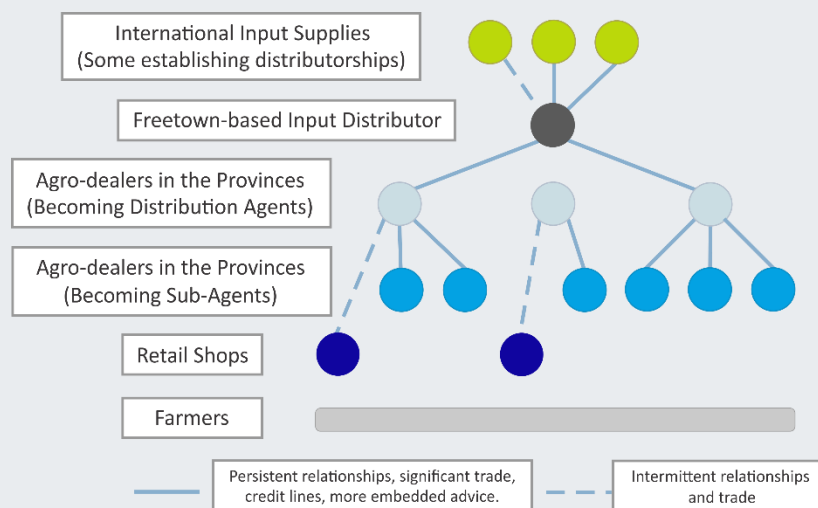 International Input Supplies
(Some establishing distributorships)
Freetown-based Input Distributor
Agro-dealers in the Provinces
(Becoming Distribution Agents)
Agro-dealers in the Provinces
(Becoming Sub-Agents)
Retail Shops
Farmers
Persistent relationships, significant trade,
credit lines, more embedded advice.
Intermittent relationships
and trade